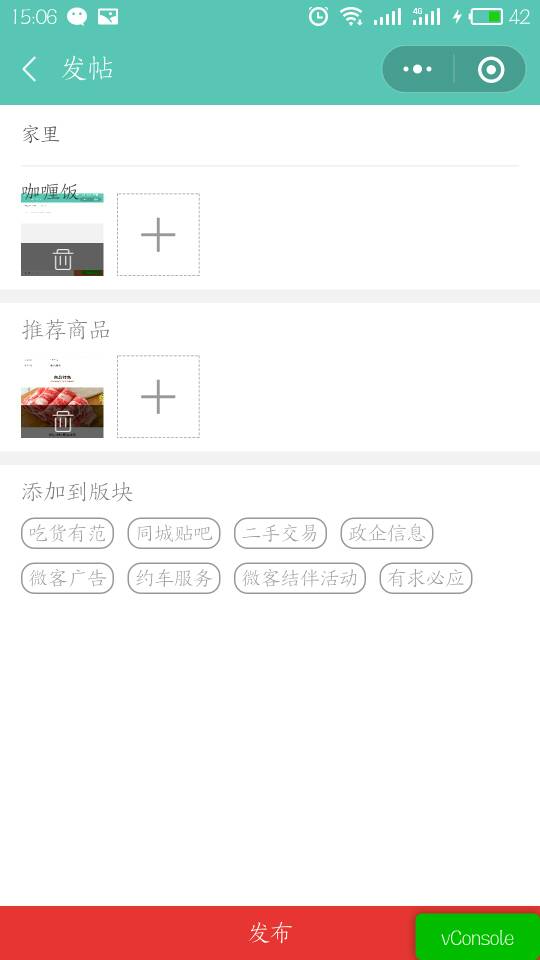 15:06 4G 42
发帖
家里
咖喱饭
推荐商品
添加到版块
吃货有范 同城贴吧 二手交易 政企信息
微客广告 约车服务 微客结伴活动 有求必应
发布 vConsole